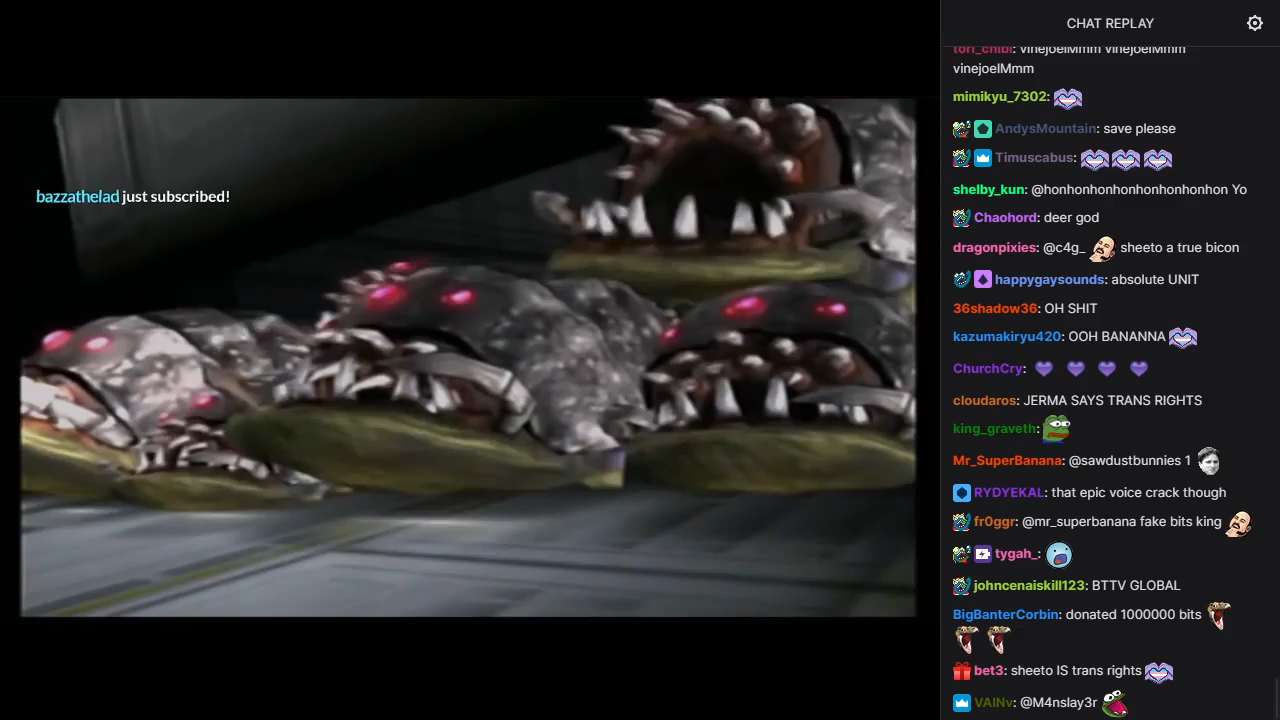 bazzathelad just subscribed!
CHAT REPLAY
tori_chibi: vinejoelMmm vinejoelMmm
vinejoelMmm
mimikyu_7302:
AndysMountain: save please
Timuscabus:
shelby_kun: @honhonhonhonhonhonhonhon Yo
Chaohord: deer god
dragonpixies: @c4g_ sheeto a true bicon
happygaysounds: absolute UNIT
36shadow36: OH SHIT
kazumakiryu420: OOH BANANNA
ChurchCry:
cloudaros: JERMA SAYS TRANS RIGHTS
king_graveth:
Mr_SuperBanana: @sawdustbunnies 1
RYDYEKAL: that epic voice crack though
fr0ggr: @mr_superbanana fake bits king
tygah_:
johncenaiskill123: BTTV GLOBAL
BigBanterCorbin: donated 1000000 bits
bet3: sheeto IS trans rights
VAINv: @M4nslay3r